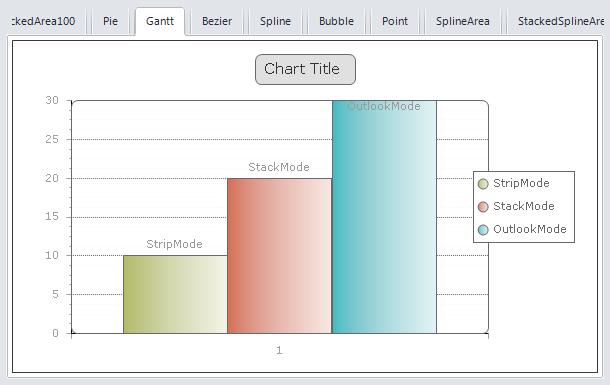 ckedArea100 Pie Gantt Bezier Spline Bubble Point SplineArea StackedSplineAre
Chart Title
30
25
20
15
10
5
0
OutlookMode
StackMode
StripMode
1
StripMode
StackMode
OutlookMode